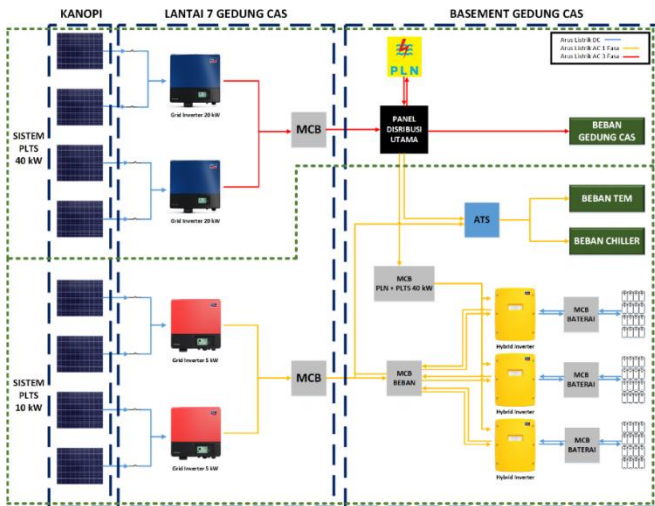 KANOPI
LANTAI 7 GEDUNG CAS
BASEMENT GEDUNG CAS
Arus Listrik DC
Arus Listrik AC 1 Fasa
Arus Listrik AC 3 Fasa
PLN
SISTEM
PLTS
40 kW
Grid Inverter 20 kW
MCB
PANEL
DISRIBUSI
UTAMA
BEBAN
GEDUNG CAS
Grid Inverter 20 kW
ATS
BEBAN TEM
BEBAN CHILLER
MCB
PLN + PLTS 40 kW
SISTEM
PLTS
10 kW
Grid Inverter 5 kW
MCB
MCB
BEBAN
Grid Inverter 5 kW
Hybrid Inverter
MCB
BATERAI
Hybrid Inverter
MCB
BATERAI
Hybrid Inverter
MCB
BATERAI